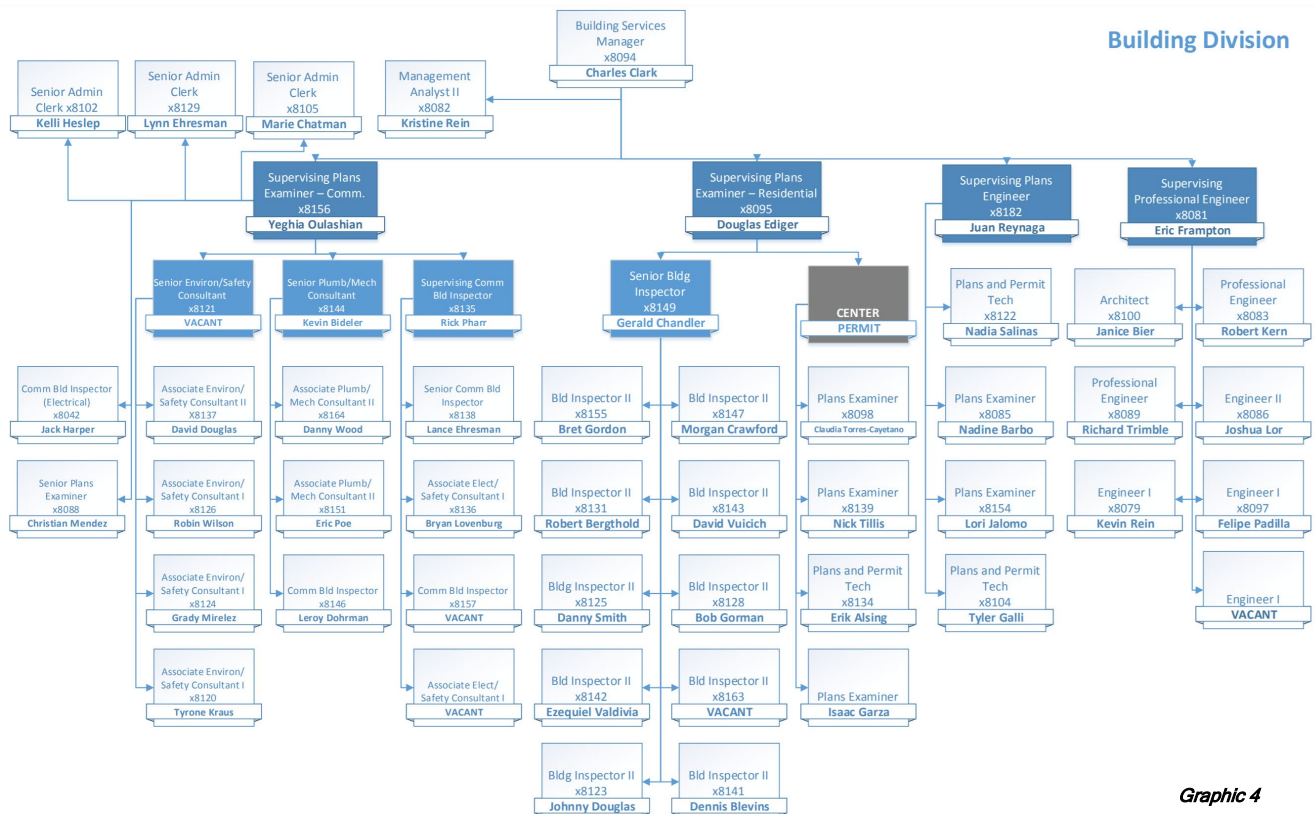 Building Division
Building Services
Manager
x8094
Charles Clark
Senior Admin
Clerk x8102
Kelli Heslep
Senior Admin
Clerk
x8129
Lynn Ehresman
Senior Admin
Clerk
x8105
Marie Chatman
Management
Analyst II
x8082
Kristine Rein
Supervising Plans
Examiner – Comm.
x8156
Yeghia Oulashian
Supervising Plans
Examiner – Residential
x8095
Douglas Ediger
Supervising Plans
Engineer
x8182
Juan Reynaga
Supervising
Professional Engineer
x8081
Eric Frampton
Senior Environ/Safety
Consultant
x8121
VACANT
Senior Plumb/Mech
Consultant
x8144
Kevin Bideler
Supervising Comm
Bld Inspector
x8135
Rick Pharr
Senior Bldg
Inspector
x8149
Gerald Chandler
CENTER
PERMIT
Plans and Permit
Tech
x8122
Nadia Salinas
Architect
x8100
Janice Bier
Professional
Engineer
x8083
Robert Kern
Comm Bld Inspector
(Electrical)
x8042
Jack Harper
Associate Environ/
Safety Consultant II
X8137
David Douglas
Associate Plumb/
Mech Consultant II
x8164
Danny Wood
Senior Comm Bld
Inspector
x8138
Lance Ehresman
Bld Inspector II
x8155
Bret Gordon
Bld Inspector II
x8147
Morgan Crawford
Plans Examiner
x8098
Claudia Torres-Cayetano
Plans Examiner
x8085
Nadine Barbo
Professional
Engineer
x8089
Richard Trimble
Engineer II
x8086
Joshua Lor
Senior Plans
Examiner
x8088
Christian Mendez
Associate Environ/
Safety Consultant I
x8126
Robin Wilson
Associate Plumb/
Mech Consultant II
x8151
Eric Poe
Associate Elect/
Safety Consultant I
x8136
Bryan Lovenburg
Bld Inspector II
x8131
Robert Bergthold
Bld Inspector II
x8143
David Vuicich
Plans Examiner
x8139
Nick Tillis
Plans Examiner
x8154
Lori Jalomo
Engineer I
x8079
Kevin Rein
Engineer I
x8097
Felipe Padilla
Associate Environ/
Safety Consultant I
x8124
Grady Mirelez
Comm Bld Inspector
x8146
Leroy Dohrman
Comm Bld Inspector
x8157
VACANT
Bldg Inspector II
x8125
Danny Smith
Bld Inspector II
x8128
Bob Gorman
Plans and Permit
Tech
x8134
Erik Alsing
Plans and Permit
Tech
x8104
Tyler Galli
Engineer I
VACANT
Associate Environ/
Safety Consultant I
x8120
Tyrone Kraus
Associate Elect/
Safety Consultant I
VACANT
Bld Inspector II
x8142
Ezequiel Valdivia
Bld Inspector II
x8163
VACANT
Plans Examiner
Isaac Garza
Bldg Inspector II
x8123
Johnny Douglas
Bld Inspector II
x8141
Dennis Blevins
Graphic 4